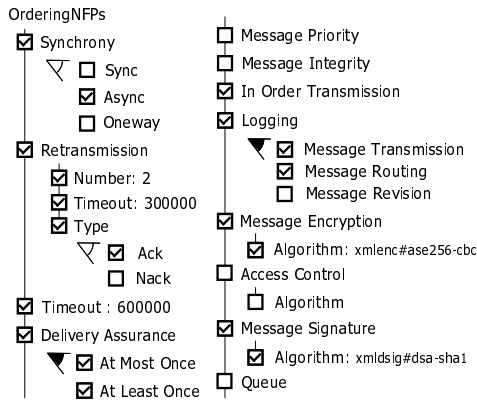 OrderingNFPs
Synchrony
Sync
Async
Oneway
Retransmission
Number: 2
Timeout: 300000
Type
Ack
Nack
Timeout : 600000
Delivery Assurance
At Most Once
At Least Once
Message Priority
Message Integrity
In Order Transmission
Logging
Message Transmission
Message Routing
Message Revision
Message Encryption
Algorithm: xmlenc#ase256-cbc
Access Control
Algorithm
Message Signature
Algorithm: xmldsig#dsa-sha1
Queue